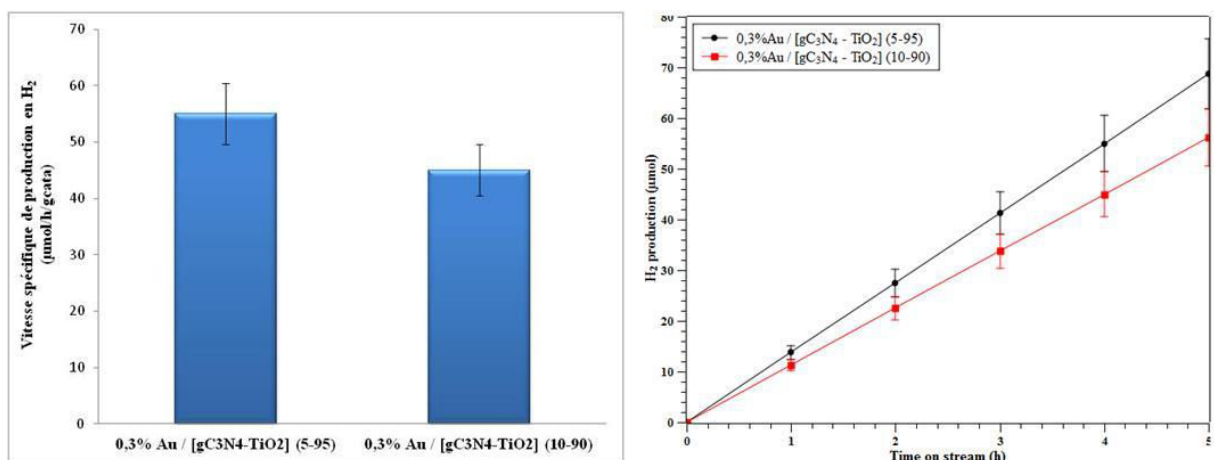 Vitesse spécifique de production en H2
(µmol/h/gcata)
70
60
50
40
30
20
10
0
0,3% Au / [gC3N4-TiO2] (5-95)
0,3% Au / [gC3N4-TiO2] (10-90)
H2 production (µmol)
80
70
60
50
40
30
20
10
0
0,3%Au / [gC3N4 - TiO2] (5-95)
0,3%Au / [gC3N4 - TiO2] (10-90)
0
1
2
3
4
5
Time on stream (h)